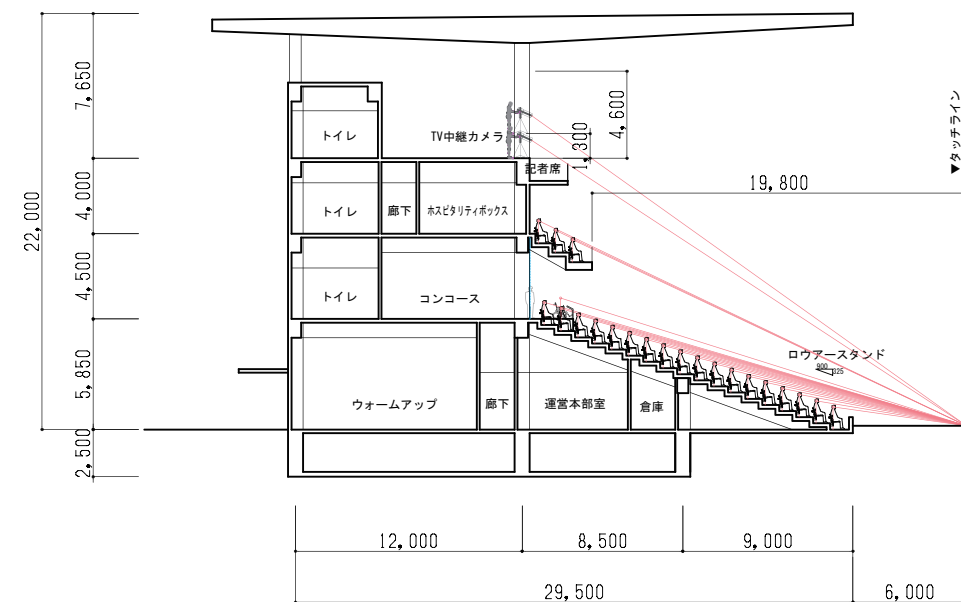 7,650
4,000
4,500
5,850
2,500
22,000
トイレ
TV中継カメラ
4,600
1,300
▼タッチライン
記者席
19,800
トイレ
廊下
ホスピタリティボックス
トイレ
コンコース
ロウアースタンド
900
325
ウォームアップ
廊下
運営本部室
倉庫
12,000
8,500
9,000
29,500
6,000